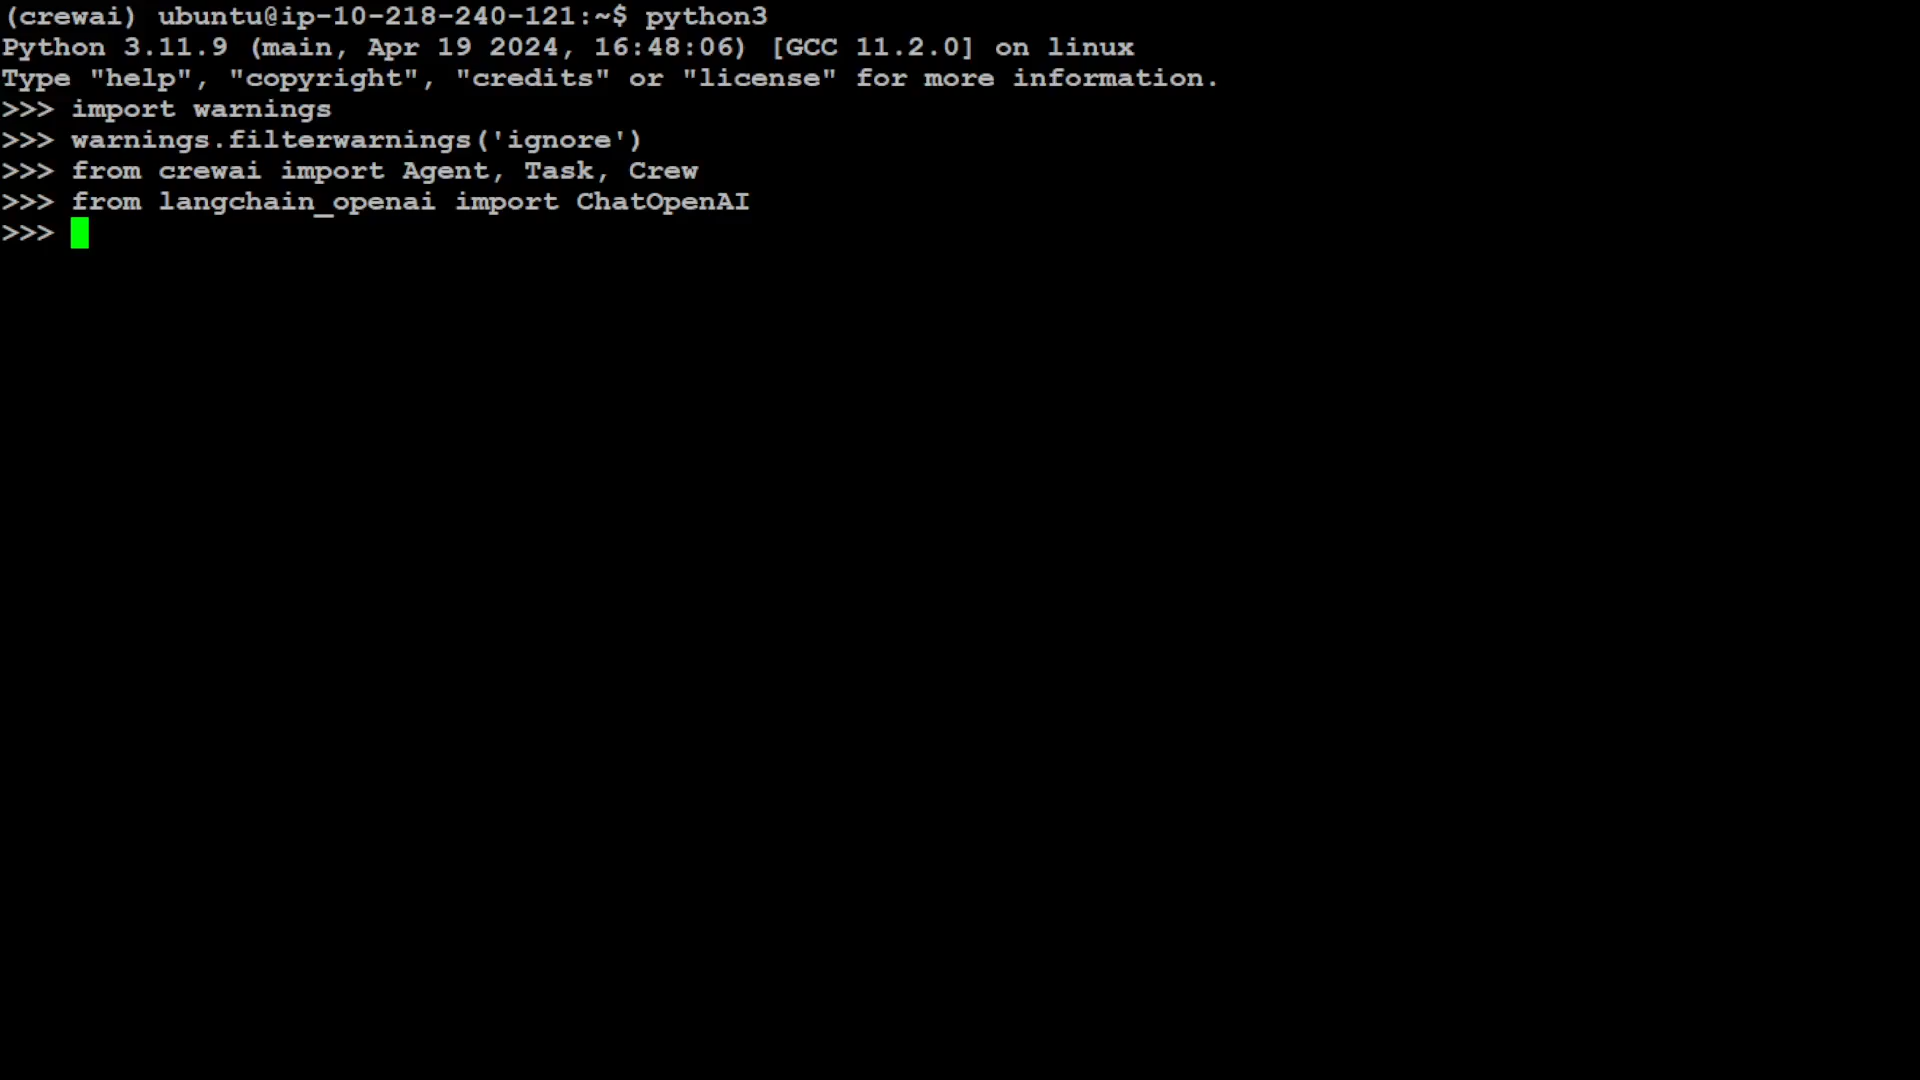 (crewai) ubuntu@ip-10-218-240-121:~$ python3
Python 3.11.9 (main, Apr 19 2024, 16:48:06) [GCC 11.2.0] on linux
Type "help", "copyright", "credits" or "license" for more information.
>>> import warnings
>>> warnings.filterwarnings('ignore')
>>> from crewai import Agent, Task, Crew
>>> from langchain_openai import ChatOpenAI
>>>